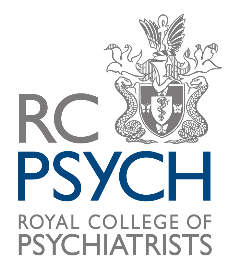 RC
PSYCH
ROYAL COLLEGE OF
PSYCHIATRISTS